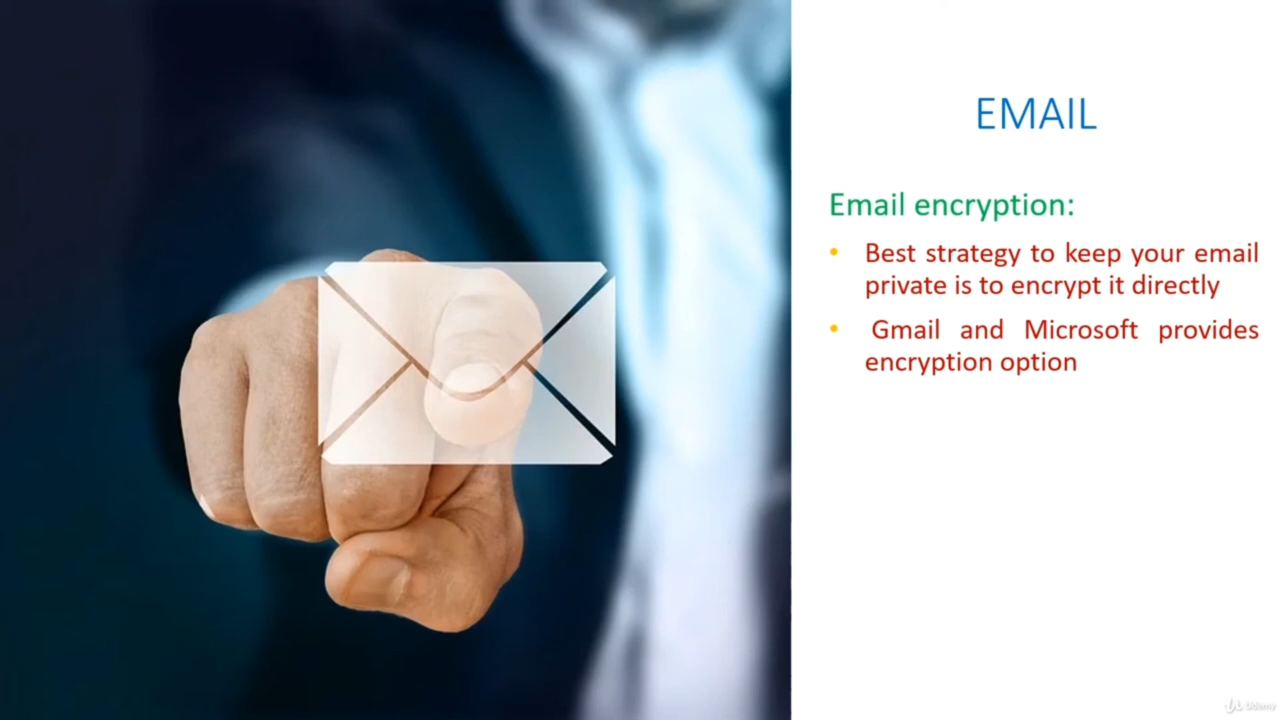 EMAIL
Email encryption:
• Best strategy to keep your email
private is to encrypt it directly
• Gmail and Microsoft provides
encryption option
Udemy